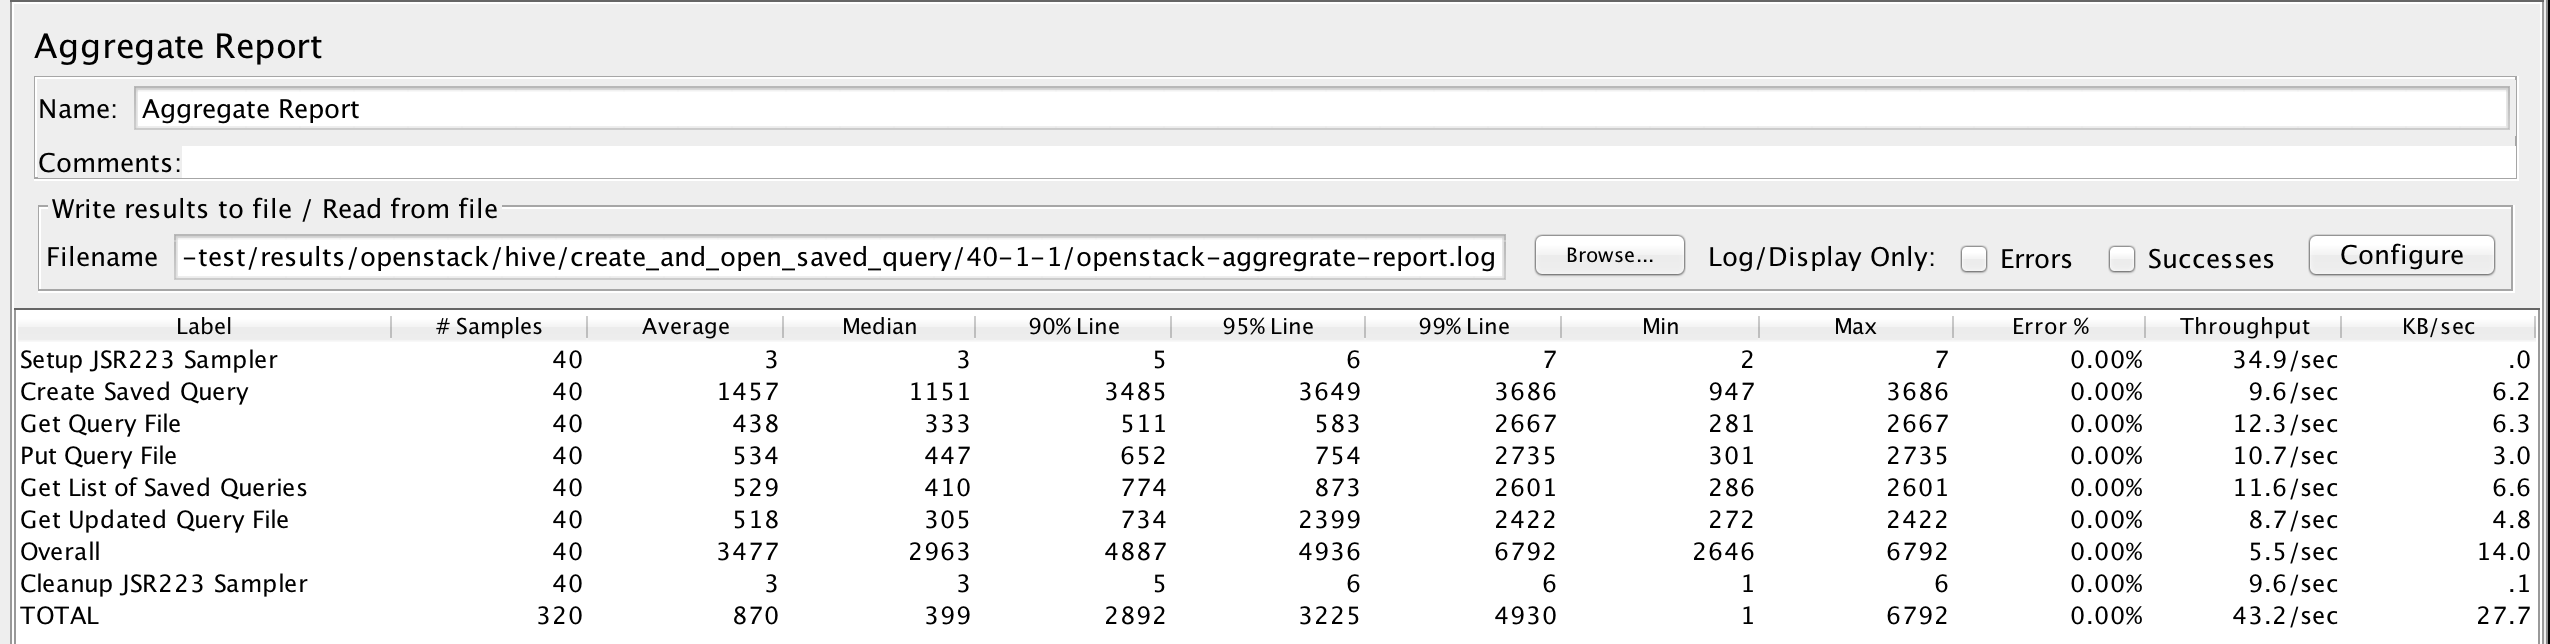 Aggregate Report
Name: Aggregate Report
Comments:
Write results to file / Read from file
Filename -test/results/openstack/hive/create_and_open_saved_query/40-1-1/openstack-aggregrate-report.log Browse... Log/Display Only: Errors Successes Configure
Label # Samples Average Median 90% Line 95% Line 99% Line Min Max Error % Throughput KB/sec
Setup JSR223 Sampler 40 3 3 5 6 7 2 7 0.00% 34.9/sec .0
Create Saved Query 40 1457 1151 3485 3649 3686 947 3686 0.00% 9.6/sec 6.2
Get Query File 40 438 333 511 583 2667 281 2667 0.00% 12.3/sec 6.3
Put Query File 40 534 447 652 754 2735 301 2735 0.00% 10.7/sec 3.0
Get List of Saved Queries 40 529 410 774 873 2601 286 2601 0.00% 11.6/sec 6.6
Get Updated Query File 40 518 305 734 2399 2422 272 2422 0.00% 8.7/sec 4.8
Overall 40 3477 2963 4887 4936 6792 2646 6792 0.00% 5.5/sec 14.0
Cleanup JSR223 Sampler 40 3 3 5 6 6 1 6 0.00% 9.6/sec .1
TOTAL 320 870 399 2892 3225 4930 1 6792 0.00% 43.2/sec 27.7